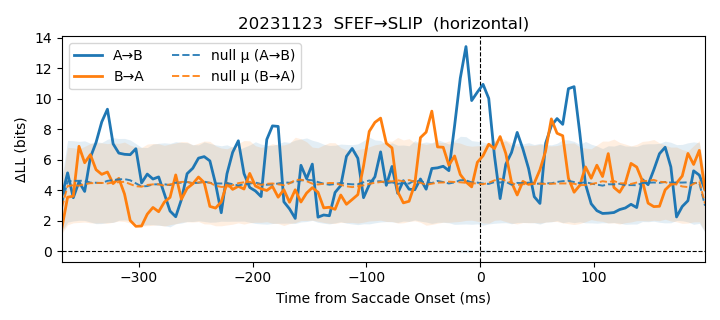 20231123  SFEF→SLIP  (horizontal)
A→B
B→A
null μ (A→B)
null μ (B→A)
ΔLL (bits)
14
12
10
8
6
4
2
0
−300
−200
−100
0
100
Time from Saccade Onset (ms)